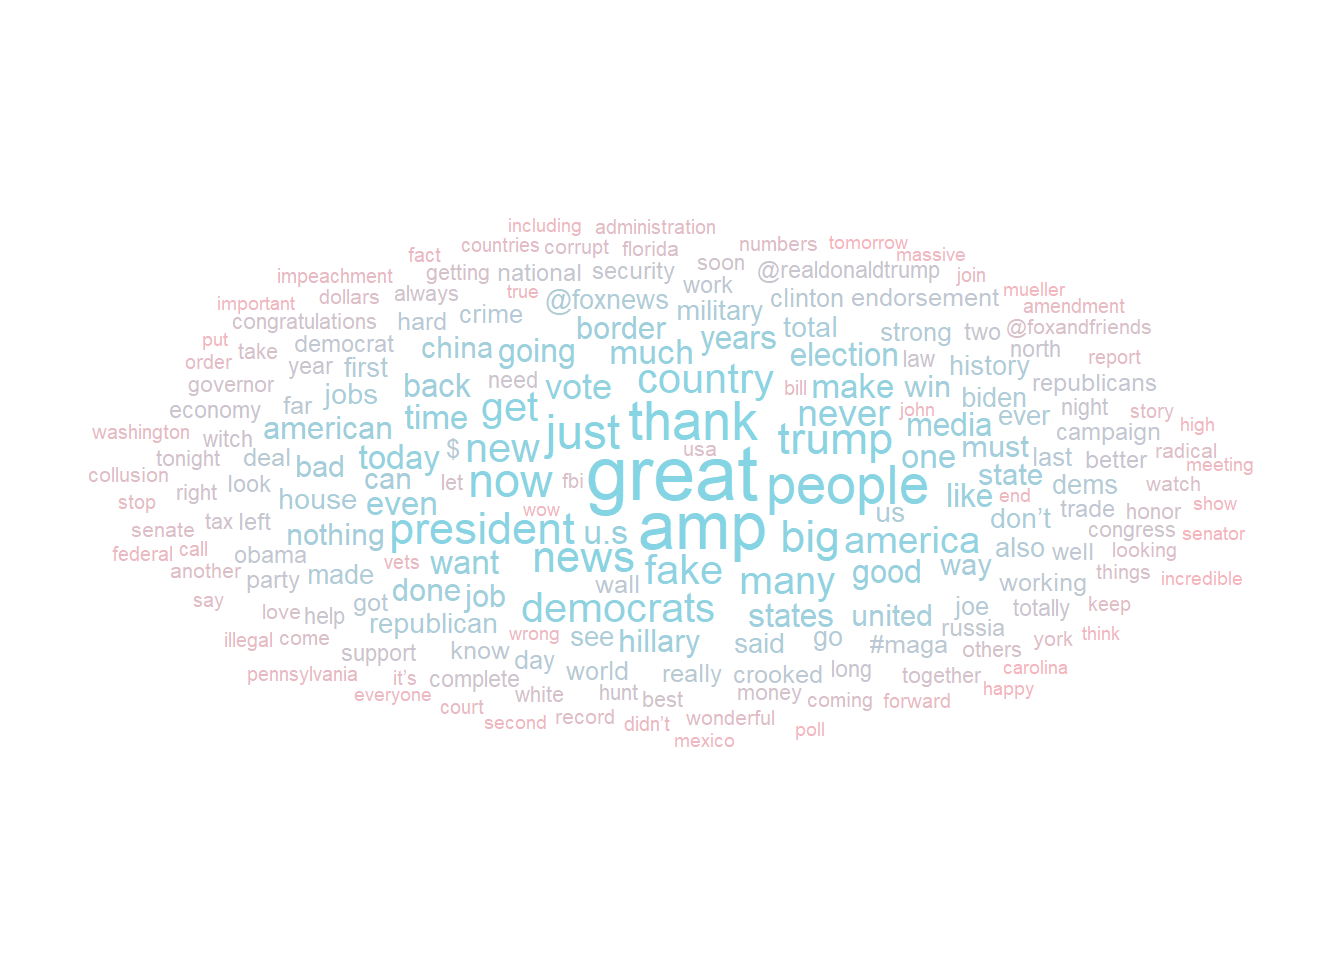 including administration
fact countries corrupt florida numbers tomorrow massive
impeachment getting national security soon @realdonaldtrump join mueller
important dollars always true @foxnews work military clinton endorsement amendment
congratulations hard crime border years total strong two @foxandfriends
put democrat china going much election law history north report
order take year first back need vote country bill make win biden republicans
governor jobs get thank never john media ever night story high
economy far american time just trump one must last campaign radical
washington witch deal bad today $ new usa people like state better meeting
tonight look can let now fbi great dems watch
collusion right house even wow us end don't trade honor show
stop tax left nothing president u.s amp big america also well congress senator
senate obama vets want news fake many good way working looking
federal call party made done job wall things incredible
another got democrats states united joe totally keep
say love help republican see hillary said go #maga russia york think
illegal come know wrong day world really crooked long others
pennsylvania support it's complete white hunt best money together carolina
everyone court second record didn't wonderful coming forward happy
mexico poll